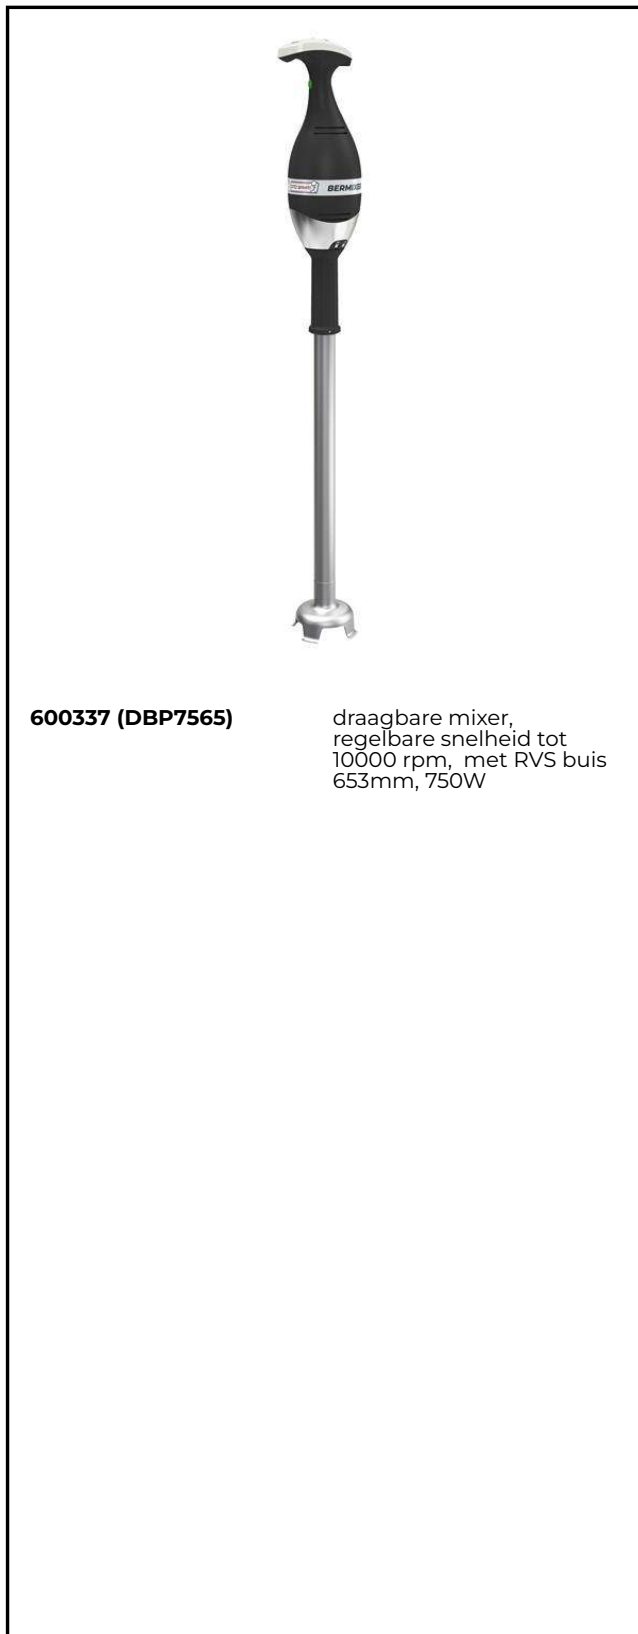 BERMIXER
600337 (DBP7565)
draagbare mixer,
regelbare snelheid tot
10000 rpm, met RVS buis
653mm, 750W